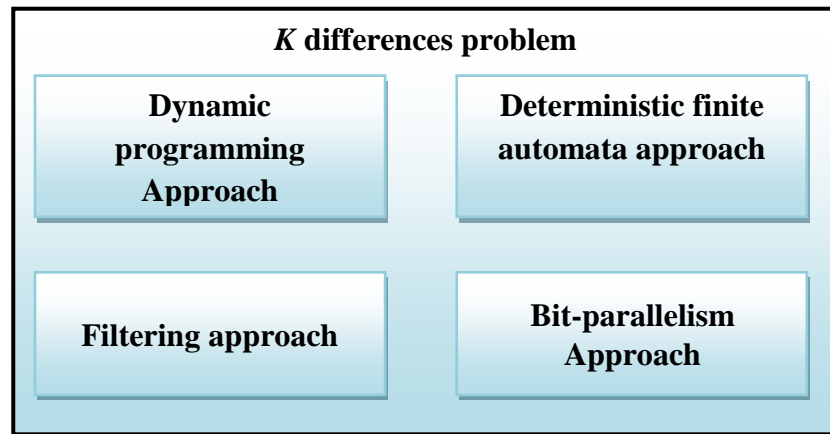 K differences problem
Dynamic
programming
Approach
Deterministic finite
automata approach
Filtering approach
Bit-parallelism
Approach